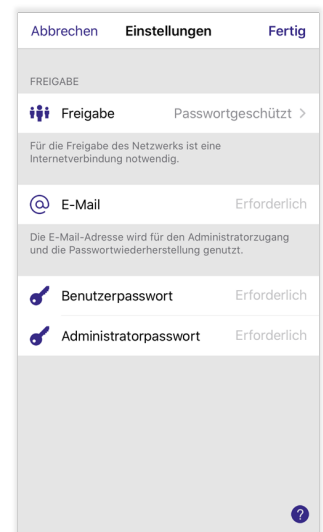 Abbrechen Einstellungen Fertig
FREIGABE
Freigabe Passwortgeschützt >
Für die Freigabe des Netzwerks ist eine
Internetverbindung notwendig.
@ E-Mail Erforderlich
Die E-Mail-Adresse wird für den Administratorzugang
und die Passwortwiederherstellung genutzt.
Benutzerpasswort Erforderlich
Administratorpasswort Erforderlich
?